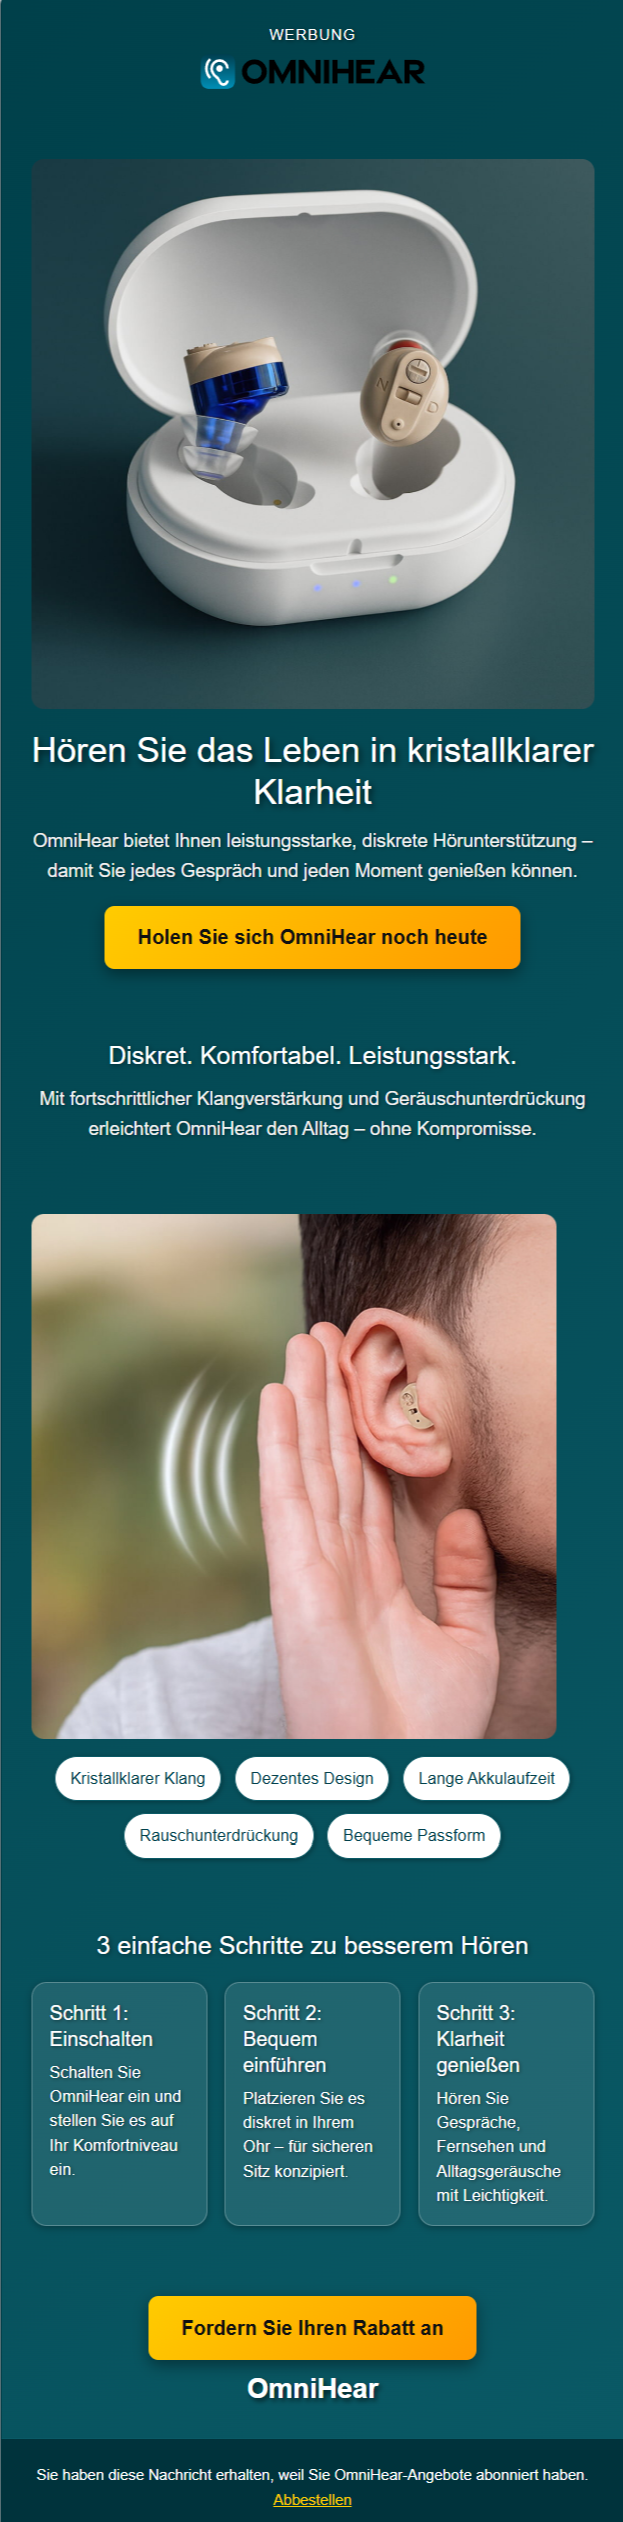 WERBUNG
OMNIHEAR
Hören Sie das Leben in kristallklarer
Klarheit
OmniHear bietet Ihnen leistungsstarke, diskrete Hörunterstützung –
damit Sie jedes Gespräch und jeden Moment genießen können.
Holen Sie sich OmniHear noch heute
Diskret. Komfortabel. Leistungsstark.
Mit fortschrittlicher Klangverstärkung und Geräuschunterdrückung
erleichtert OmniHear den Alltag – ohne Kompromisse.
Kristallklarer Klang
Dezentes Design
Lange Akkulaufzeit
Rauschunterdrückung
Bequeme Passform
3 einfache Schritte zu besserem Hören
Schritt 1:
Einschalten
Schalten Sie
OmniHear ein und
stellen Sie es auf
Ihr Komfortniveau
ein.
Schritt 2:
Bequem
einführen
Platzieren Sie es
diskret in Ihrem
Ohr – für sicheren
Sitz konzipiert.
Schritt 3:
Klarheit
genießen
Hören Sie
Gespräche,
Fernsehen und
Alltagsgeräusche
mit Leichtigkeit.
Fordern Sie Ihren Rabatt an
OmniHear
Sie haben diese Nachricht erhalten, weil Sie OmniHear-Angebote abonniert haben.
Abbestellen